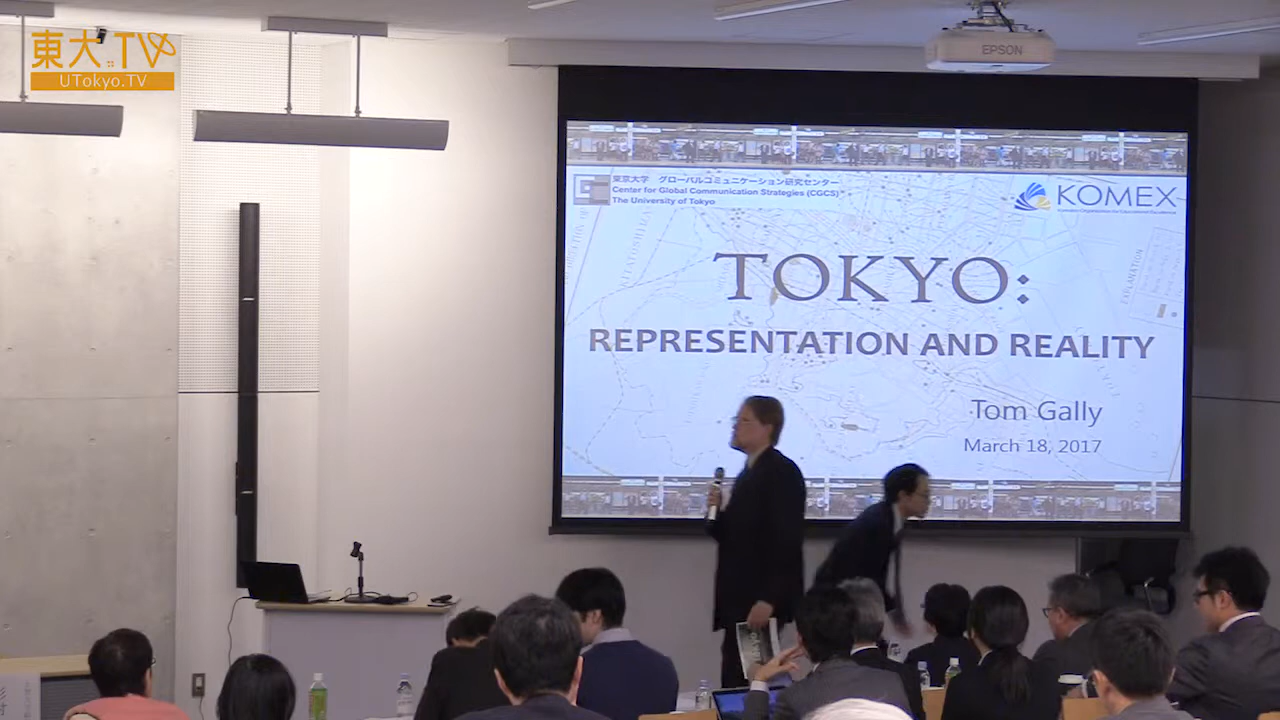 東大TV
UTokyo.TV
EPSON
東京大学 グローバルコミュニケーション研究センター
Center for Global Communication Strategies (CGCS)
The University of Tokyo
KOMEX
TOKYO:
REPRESENTATION AND REALITY
Tom Gally
March 18, 2017
EXPLANATION